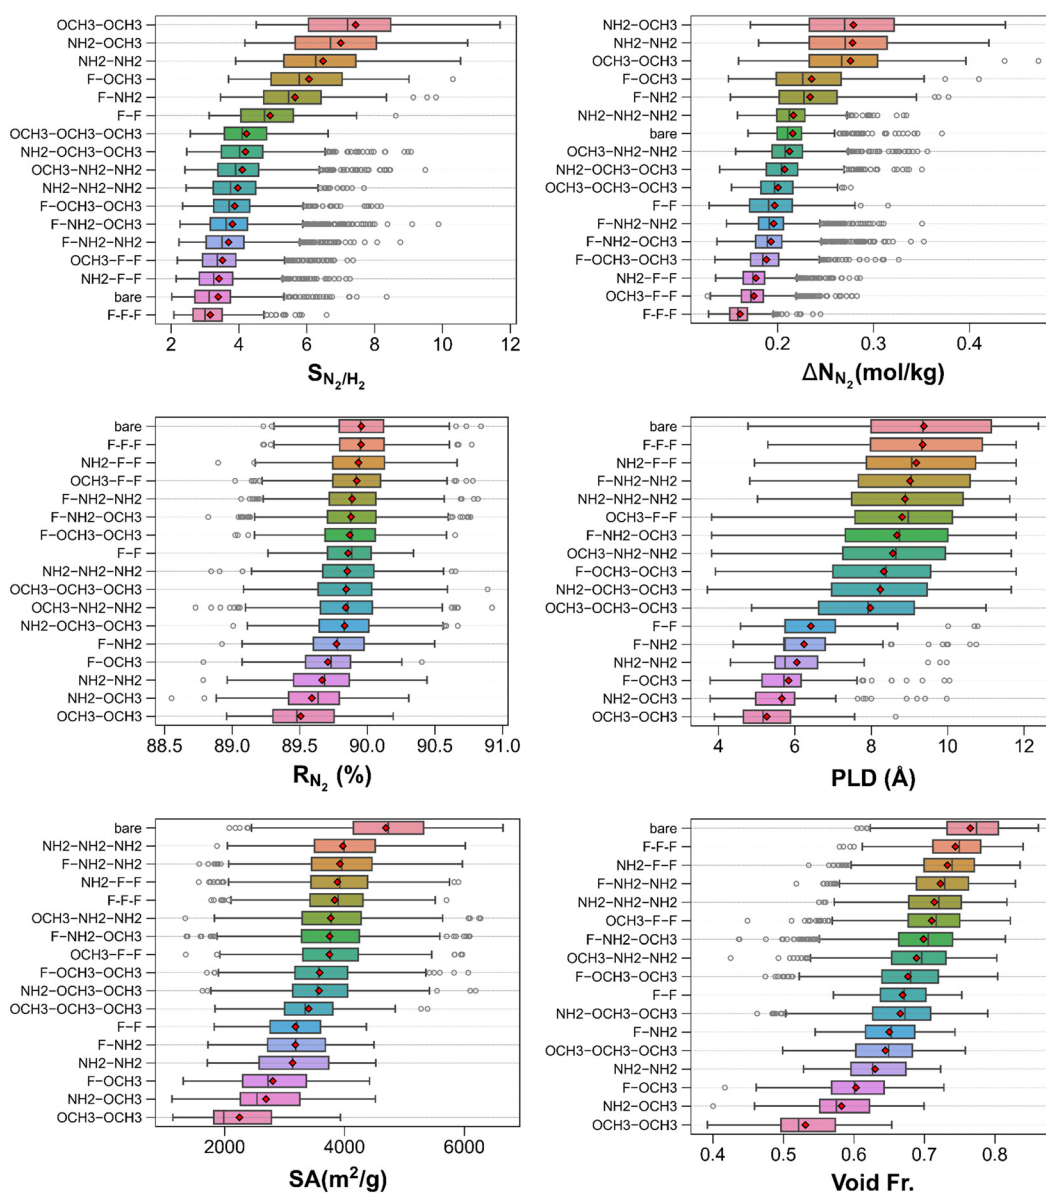 OCH3−OCH3
NH2−OCH3
NH2−NH2
F−OCH3
F−NH2
F−F
OCH3−OCH3−OCH3
NH2−OCH3−OCH3
OCH3−NH2−NH2
NH2−NH2−NH2
F−OCH3−OCH3
F−NH2−OCH3
F−NH2−NH2
OCH3−F−F
NH2−F−F
bare
F−F−F
2 4 6 8 10 12
S_{N₂/H₂}
NH2−OCH3
NH2−NH2
OCH3−OCH3
F−OCH3
F−NH2
NH2−NH2−NH2
bare
OCH3−NH2−NH2
NH2−OCH3−OCH3
OCH3−OCH3−OCH3
F−F
F−NH2−NH2
F−NH2−OCH3
F−OCH3−OCH3
NH2−F−F
OCH3−F−F
F−F−F
0.2 0.3 0.4
ΔN_{N₂}(mol/kg)
bare
F−F−F
NH2−F−F
OCH3−F−F
F−NH2−NH2
F−NH2−OCH3
F−OCH3−OCH3
F−F
NH2−NH2−NH2
OCH3−OCH3−OCH3
OCH3−NH2−NH2
NH2−OCH3−OCH3
F−NH2
F−OCH3
NH2−NH2
NH2−OCH3
OCH3−OCH3
88.5 89.0 89.5 90.0 90.5 91.0
R_{N₂} (%)
bare
F−F−F
NH2−F−F
F−NH2−NH2
NH2−NH2−NH2
OCH3−F−F
F−NH2−OCH3
OCH3−NH2−NH2
F−OCH3−OCH3
NH2−OCH3−OCH3
OCH3−OCH3−OCH3
F−F
F−NH2
NH2−NH2
F−OCH3
NH2−OCH3
OCH3−OCH3
4 6 8 10 12
PLD (Å)
bare
NH2−NH2−NH2
F−NH2−NH2
NH2−F−F
F−F−F
OCH3−NH2−NH2
F−NH2−OCH3
OCH3−F−F
F−OCH3−OCH3
NH2−OCH3−OCH3
OCH3−OCH3−OCH3
F−F
F−NH2
NH2−NH2
F−OCH3
NH2−OCH3
OCH3−OCH3
2000 4000 6000
SA(m²/g)
bare
F−F−F
NH2−F−F
F−NH2−NH2
NH2−NH2−NH2
OCH3−F−F
F−NH2−OCH3
OCH3−NH2−NH2
F−OCH3−OCH3
F−F
NH2−OCH3−OCH3
F−NH2
OCH3−OCH3−OCH3
NH2−NH2
F−OCH3
NH2−OCH3
OCH3−OCH3
0.4 0.5 0.6 0.7 0.8
Void Fr.